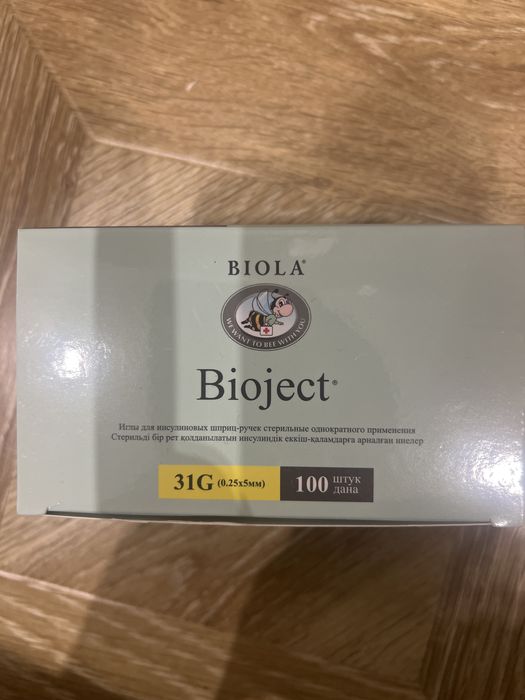 BIOLA®
WE WANT TO BEE WITH YOU
Bioject®
Иглы для инсулиновых шприц-ручек стерильные однократного применения
Стерильді бір рет қолданылатын инсулиндік еккіш-қаламдарға арналған инелер
31G (0.25x5мм)
100 штук
дана